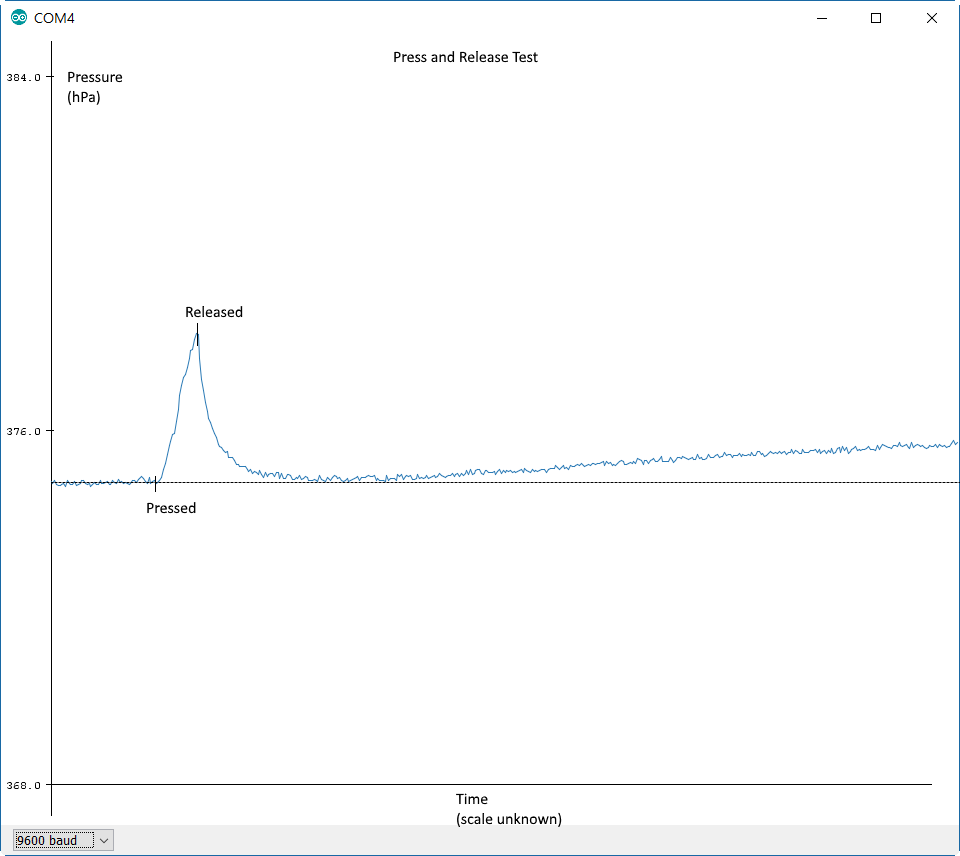 COM4
Press and Release Test
384.0
Pressure
(hPa)
Released
376.0
Pressed
368.0
Time
(scale unknown)
9600 baud